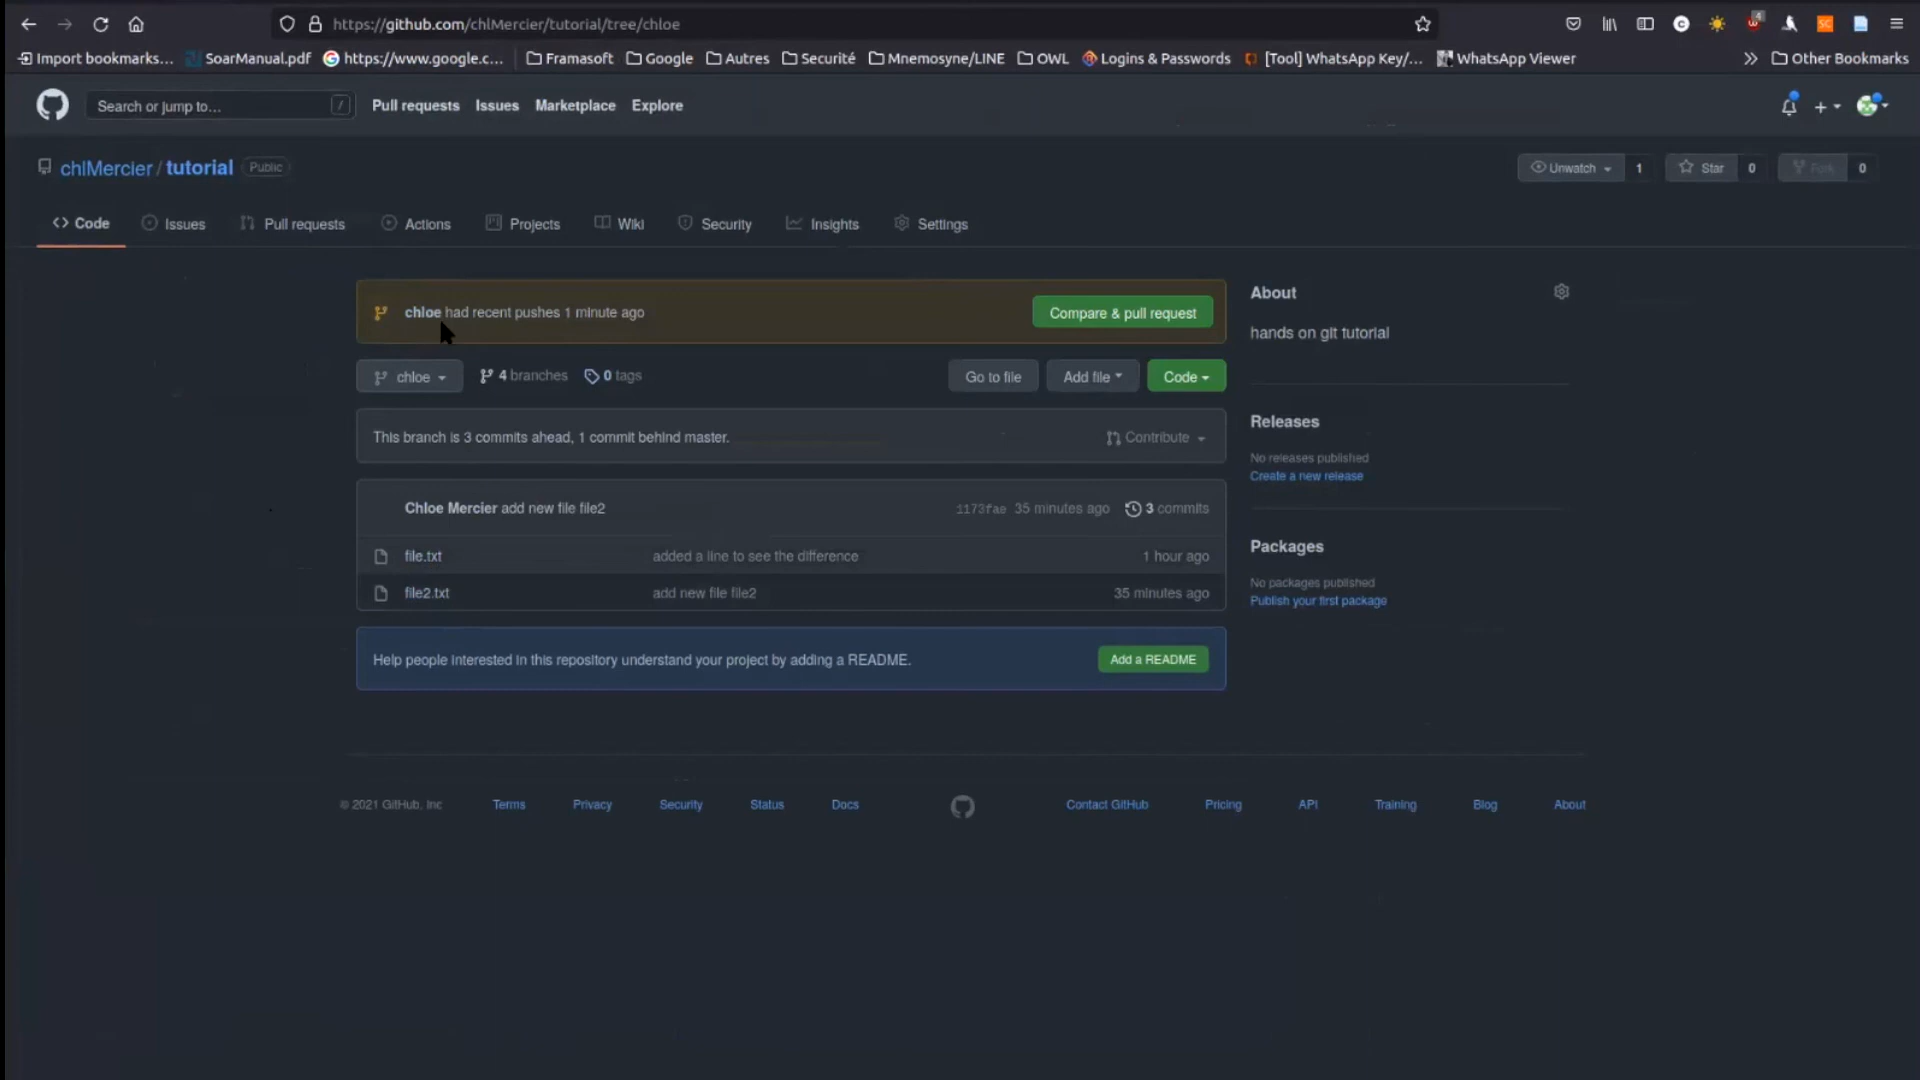 https://github.com/chlMercier/tutorial/tree/chloe
4
Import bookmarks... SoarManual.pdf https://www.google.c... Framasoft Google Autres Securité Mnemosyne/LINE OWL Logins & Passwords [Tool] WhatsApp Key/... WhatsApp Viewer Other Bookmarks
Search or jump to... / Pull requests Issues Marketplace Explore
chlMercier / tutorial Public Unwatch 1 Star 0 Fork 0
Code Issues Pull requests Actions Projects Wiki Security Insights Settings
chloe had recent pushes 1 minute ago Compare & pull request
chloe 4 branches 0 tags Go to file Add file Code
This branch is 3 commits ahead, 1 commit behind master. Contribute
Chloe Mercier add new file file2 1173fae 35 minutes ago 3 commits
file.txt added a line to see the difference 1 hour ago
file2.txt add new file file2 35 minutes ago
Help people interested in this repository understand your project by adding a README. Add a README
About
hands on git tutorial
Releases
No releases published
Create a new release
Packages
No packages published
Publish your first package
© 2021 GitHub, Inc Terms Privacy Security Status Docs Contact GitHub Pricing API Training Blog About